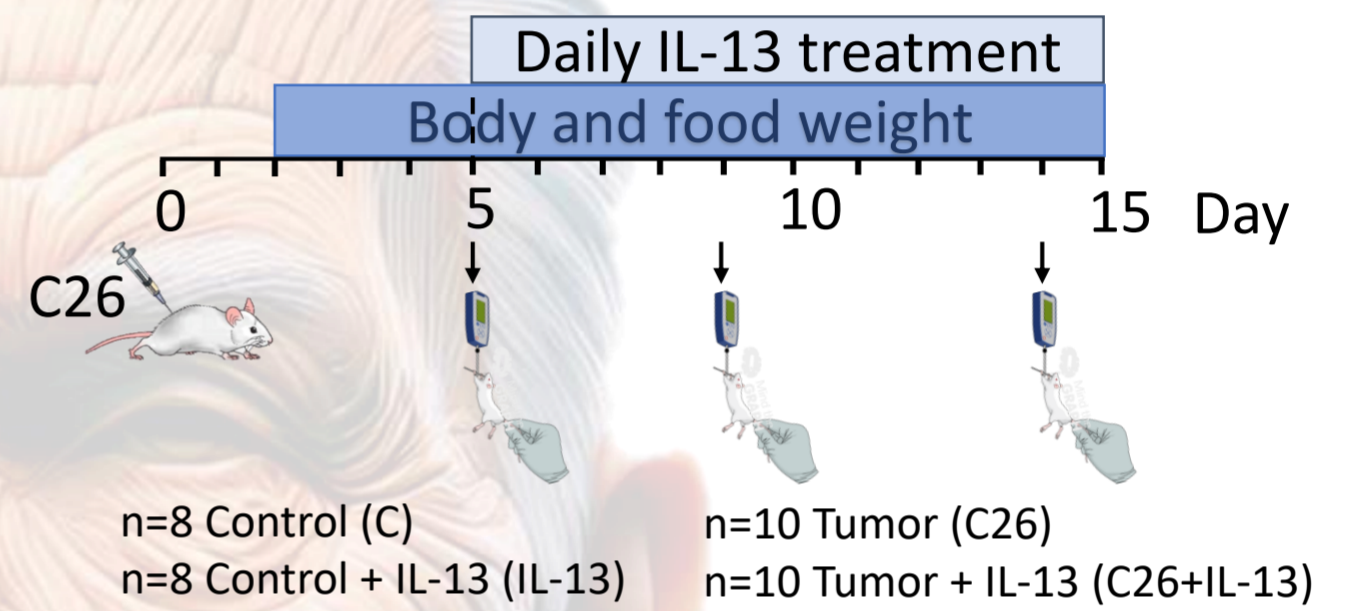 Daily IL-13 treatment
Body and food weight
0 5 10 15 Day
C26
n=8 Control (C)
n=8 Control + IL-13 (IL-13)
n=10 Tumor (C26)
n=10 Tumor + IL-13 (C26+IL-13)